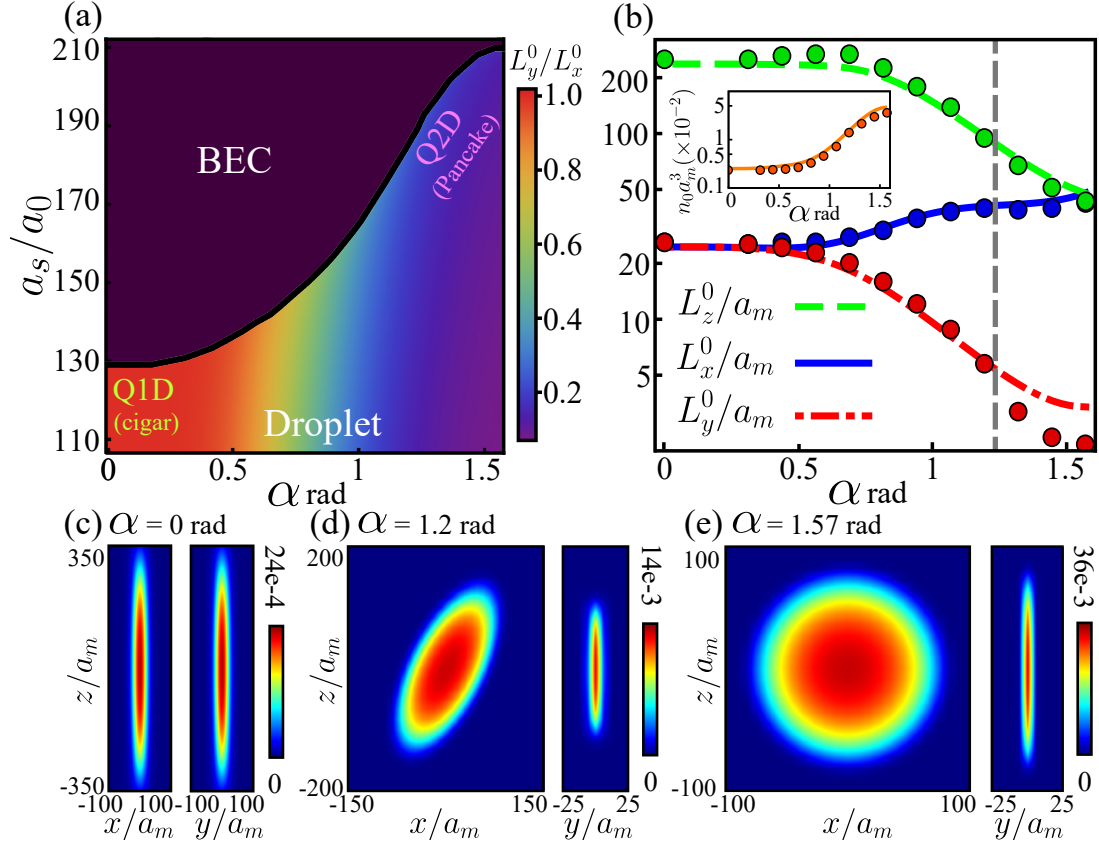 (a)
210
190
170
150
130
110
a_s/a_0
BEC
Q2D
(Pancake)
Q1D
(cigar)
Droplet
0
0.5
1
1.5
α rad
L_y^0/L_x^0
1.0
0.8
0.6
0.4
0.2
(b)
200
100
50
20
10
5
n_0a_m^3(×10^{-2})
5
1
0.5
0.1
0
0.5
1
1.5
α rad
L_z^0/a_m
L_x^0/a_m
L_y^0/a_m
0
0.5
1
1.5
α rad
(c) α = 0 rad
350
-350
z/a_m
-100 100
x/a_m
-100 100
y/a_m
24e-4
0
(d) α = 1.2 rad
200
-200
z/a_m
-150 150
x/a_m
-25 25
y/a_m
14e-3
0
(e) α = 1.57 rad
100
-100
z/a_m
-100 100
x/a_m
-25 25
y/a_m
36e-3
0